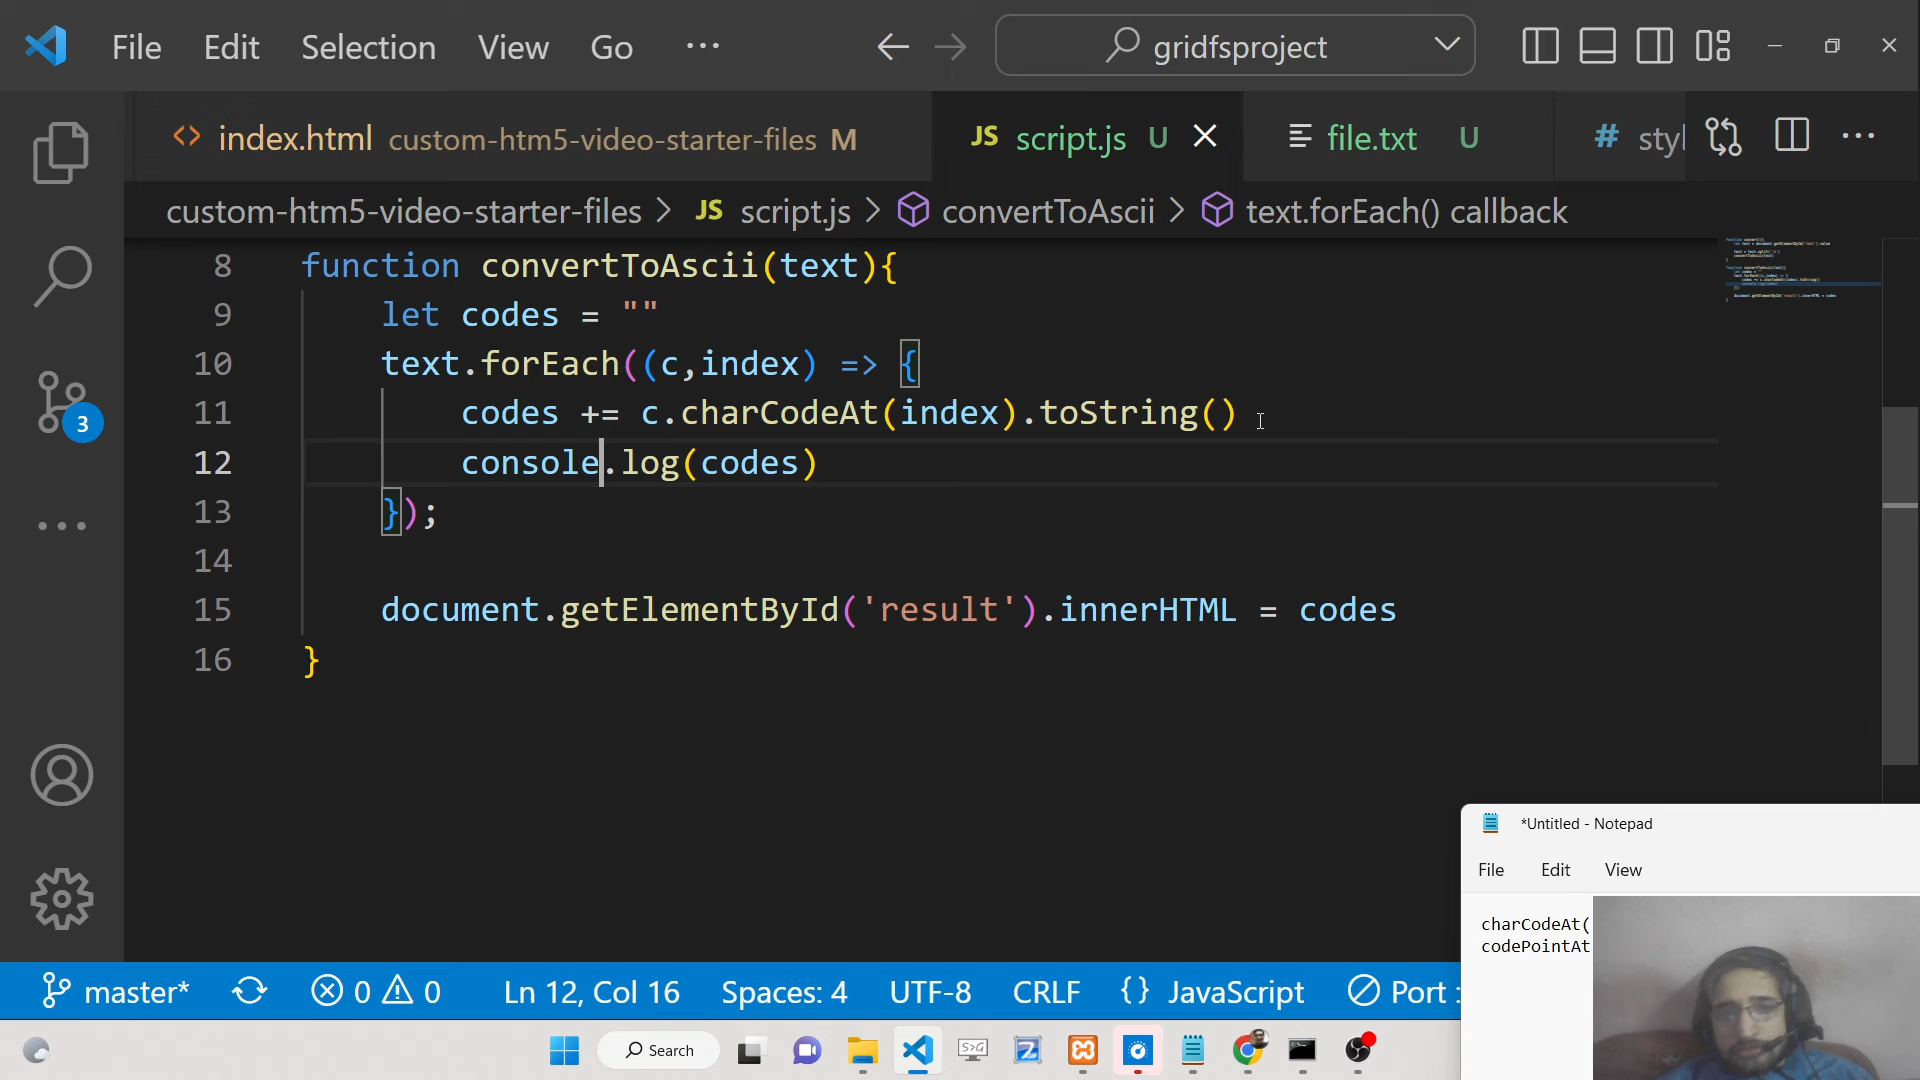 File Edit Selection View Go ··· gridfsproject
index.html custom-htm5-video-starter-files M JS script.js U file.txt U # styl
custom-htm5-video-starter-files > JS script.js > convertToAscii > text.forEach() callback
8 function convertToAscii(text){
9 let codes = ""
10 text.forEach((c,index) => {
11 codes += c.charCodeAt(index).toString()
12 console.log(codes)
13 });
14
15 document.getElementById('result').innerHTML = codes
16 }
3
*Untitled - Notepad
File Edit View
charCodeAt(
codePointAt
master* 0 0 Ln 12, Col 16 Spaces: 4 UTF-8 CRLF {} JavaScript Port :
Search